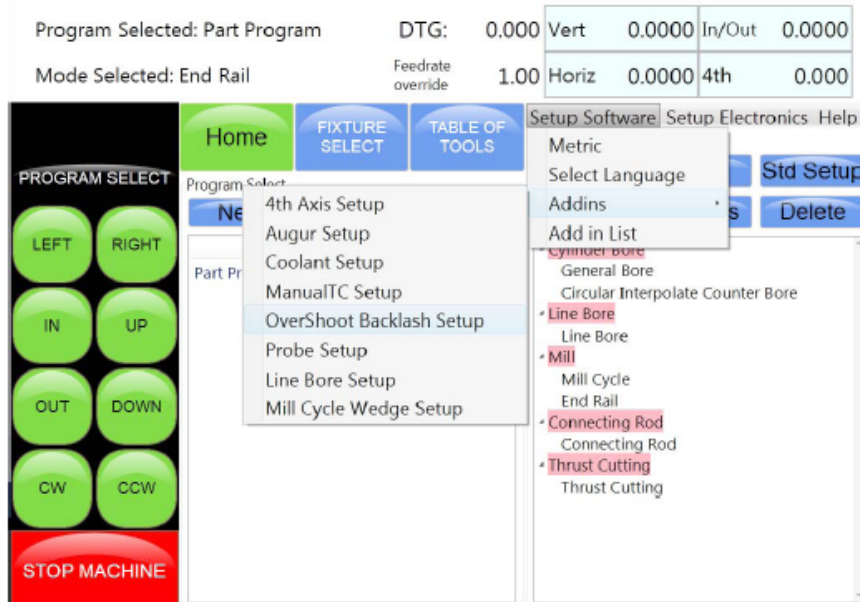 Program Selected: Part Program DTG: 0.000 Vert 0.0000 In/Out 0.0000
Mode Selected: End Rail Feedrate override 1.00 Horiz 0.0000 4th 0.000
Setup Software Setup Electronics Help
Home FIXTURE SELECT TABLE OF TOOLS
Metric
Select Language
Addins
Add in List
Std Setup
Delete
PROGRAM SELECT
LEFT RIGHT
IN UP
OUT DOWN
CW CCW
STOP MACHINE
Program Select
Ne
Part Pr
4th Axis Setup
Augur Setup
Coolant Setup
ManualTC Setup
OverShoot Backlash Setup
Probe Setup
Line Bore Setup
Mill Cycle Wedge Setup
s
Cylinder Bore
General Bore
Circular Interpolate Counter Bore
Line Bore
Line Bore
Mill
Mill Cycle
End Rail
Connecting Rod
Connecting Rod
Thrust Cutting
Thrust Cutting